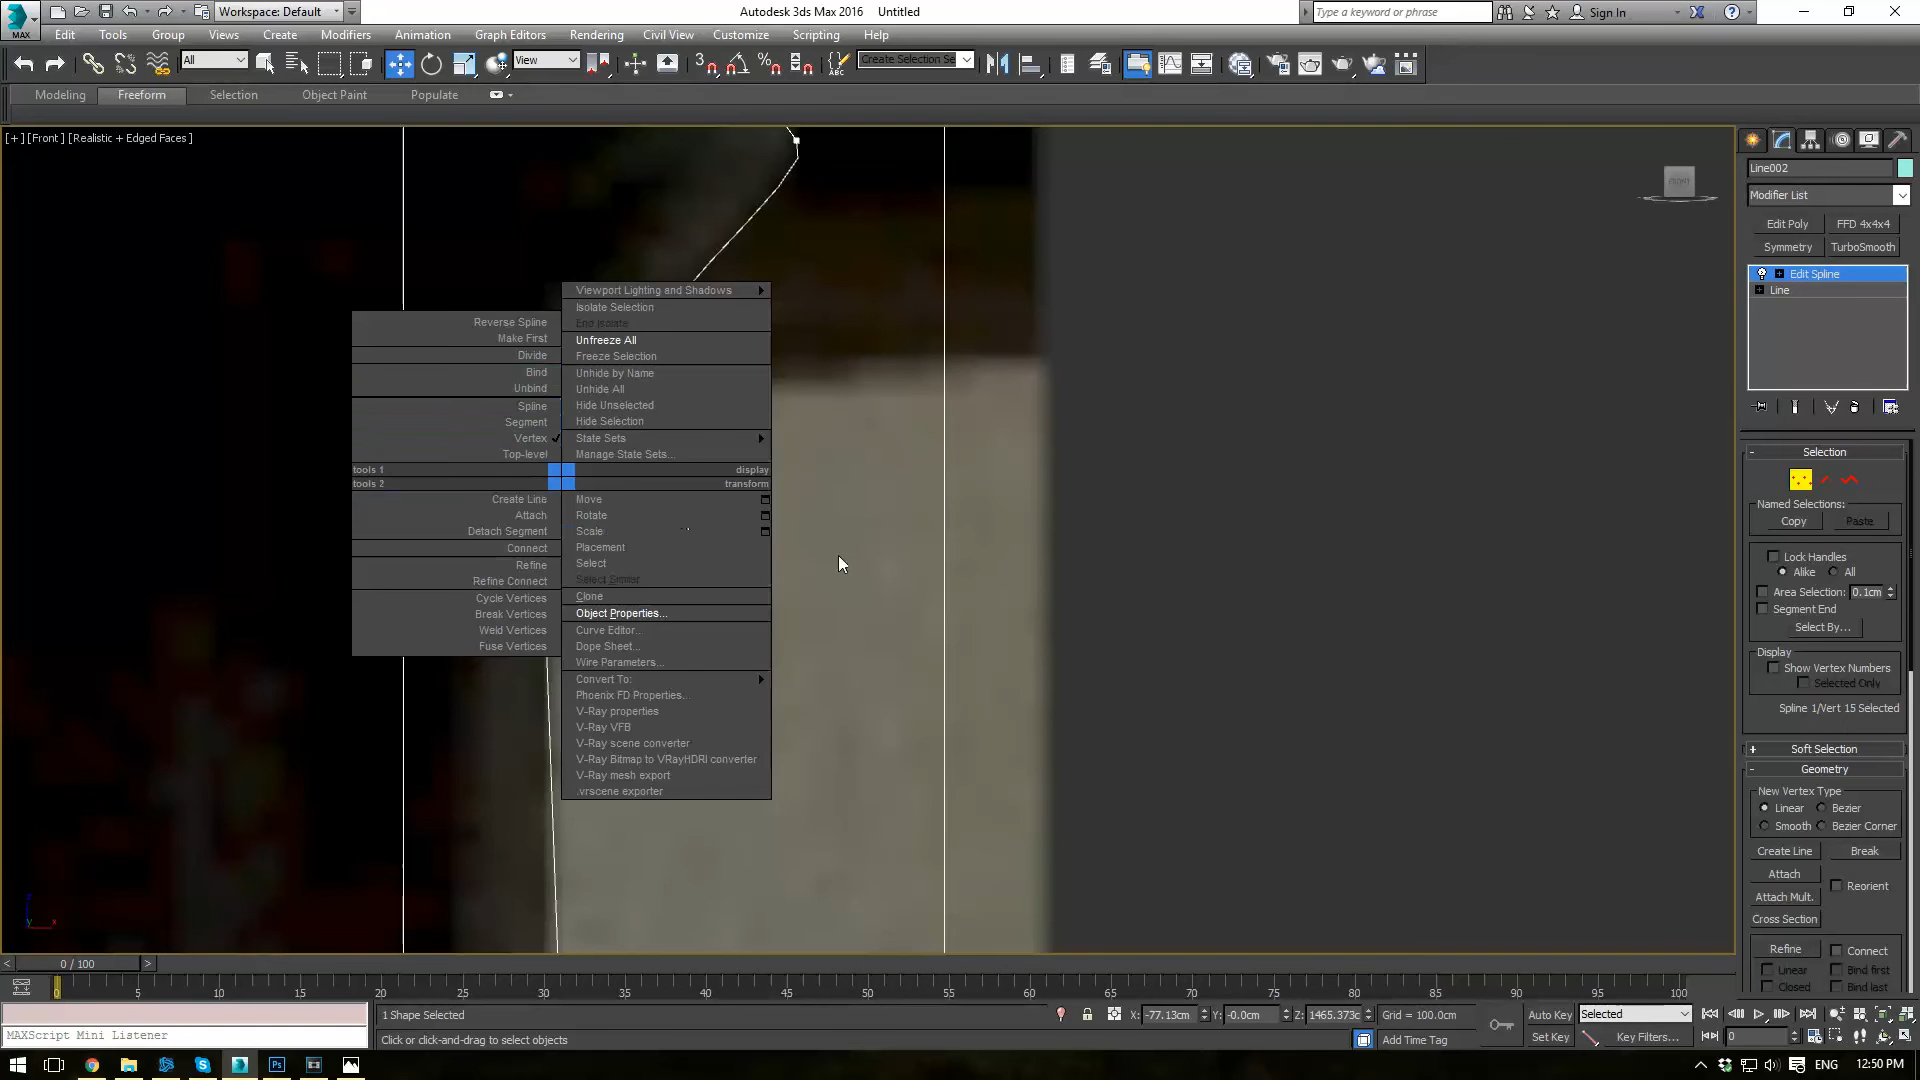 Workspace: Default
Autodesk 3ds Max 2016 Untitled
Type a keyword or phrase
Sign In
MAX
Edit Tools Group Views Create Modifiers Animation Graph Editors Rendering Civil View Customize Scripting Help
All
View
Create Selection Se
Modeling Freeform Selection Object Paint Populate
[+] [Front] [Realistic + Edged Faces]
FRONT
Line002
Modifier List
Edit Poly FFD 4x4x4
Symmetry TurboSmooth
Edit Spline
Line
Viewport Lighting and Shadows
Isolate Selection
End Isolate
Unfreeze All
Freeze Selection
Unhide by Name
Unhide All
Hide Unselected
Hide Selection
State Sets
Manage State Sets...
display
transform
Reverse Spline
Make First
Divide
Bind
Unbind
Spline
Segment
Vertex
Top-level
tools 1
tools 2
Create Line
Attach
Detach Segment
Connect
Refine
Refine Connect
Cycle Vertices
Break Vertices
Weld Vertices
Fuse Vertices
Move
Rotate
Scale
Placement
Select
Select Similar
Clone
Object Properties...
Curve Editor...
Dope Sheet...
Wire Parameters...
Convert To:
Phoenix FD Properties...
V-Ray properties
V-Ray VFB
V-Ray scene converter
V-Ray Bitmap to VRayHDRI converter
V-Ray mesh export
.vrscene exporter
Selection
Named Selections:
Copy Paste
Lock Handles
Alike All
Area Selection: 0.1cm
Segment End
Select By...
Display
Show Vertex Numbers
Selected Only
Spline 1/Vert 15 Selected
Soft Selection
Geometry
New Vertex Type
Linear Bezier
Smooth Bezier Corner
Create Line Break
Attach
Reorient
Attach Mult.
Cross Section
Refine Connect
Linear Bind first
Closed Bind last
0 / 100
0 5 10 15 20 25 30 35 40 45 50 55 60 65 70 75 80 85 90 95 100
1 Shape Selected
X: -77.13cm Y: -0.0cm Z: 1465.373c Grid = 100.0cm
Auto Key Selected
MAXScript Mini Listener
Click or click-and-drag to select objects
Add Time Tag
Set Key Key Filters... 0
ENG 12:50 PM